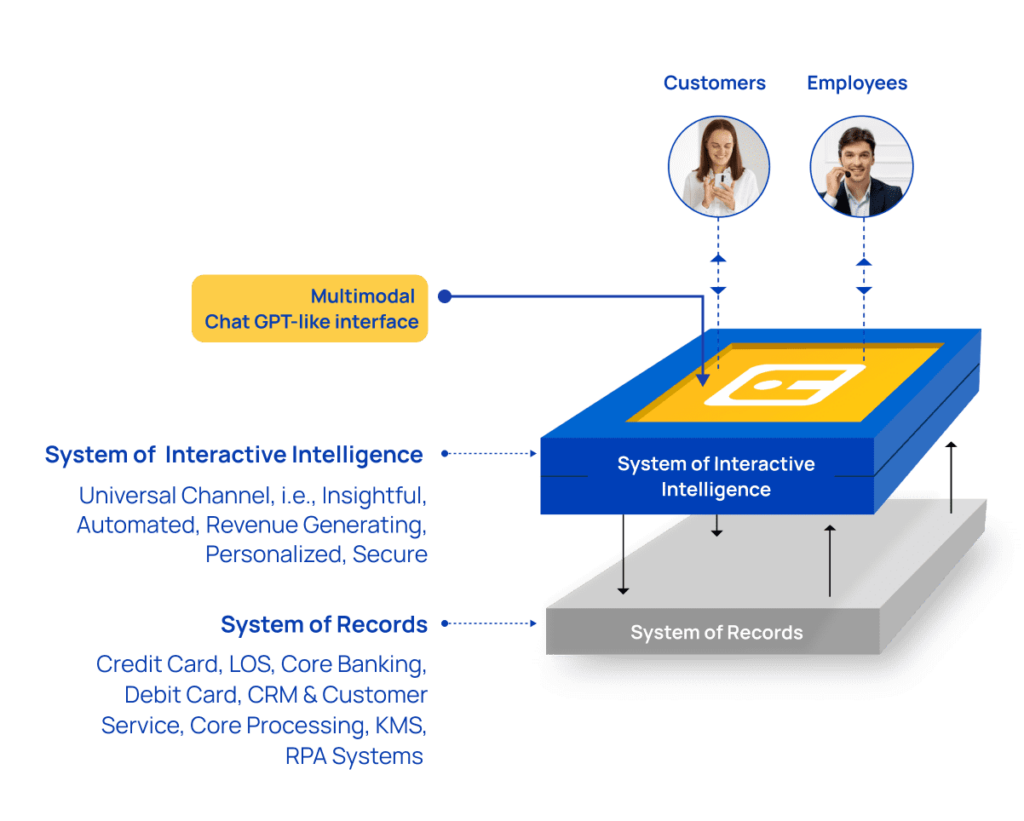 Customers
Employees
Multimodal
Chat GPT-like interface
System of Interactive Intelligence
Universal Channel, i.e., Insightful,
Automated, Revenue Generating,
Personalized, Secure
System of Interactive
Intelligence
System of Records
Credit Card, LOS, Core Banking,
Debit Card, CRM & Customer
Service, Core Processing, KMS,
RPA Systems
System of Records